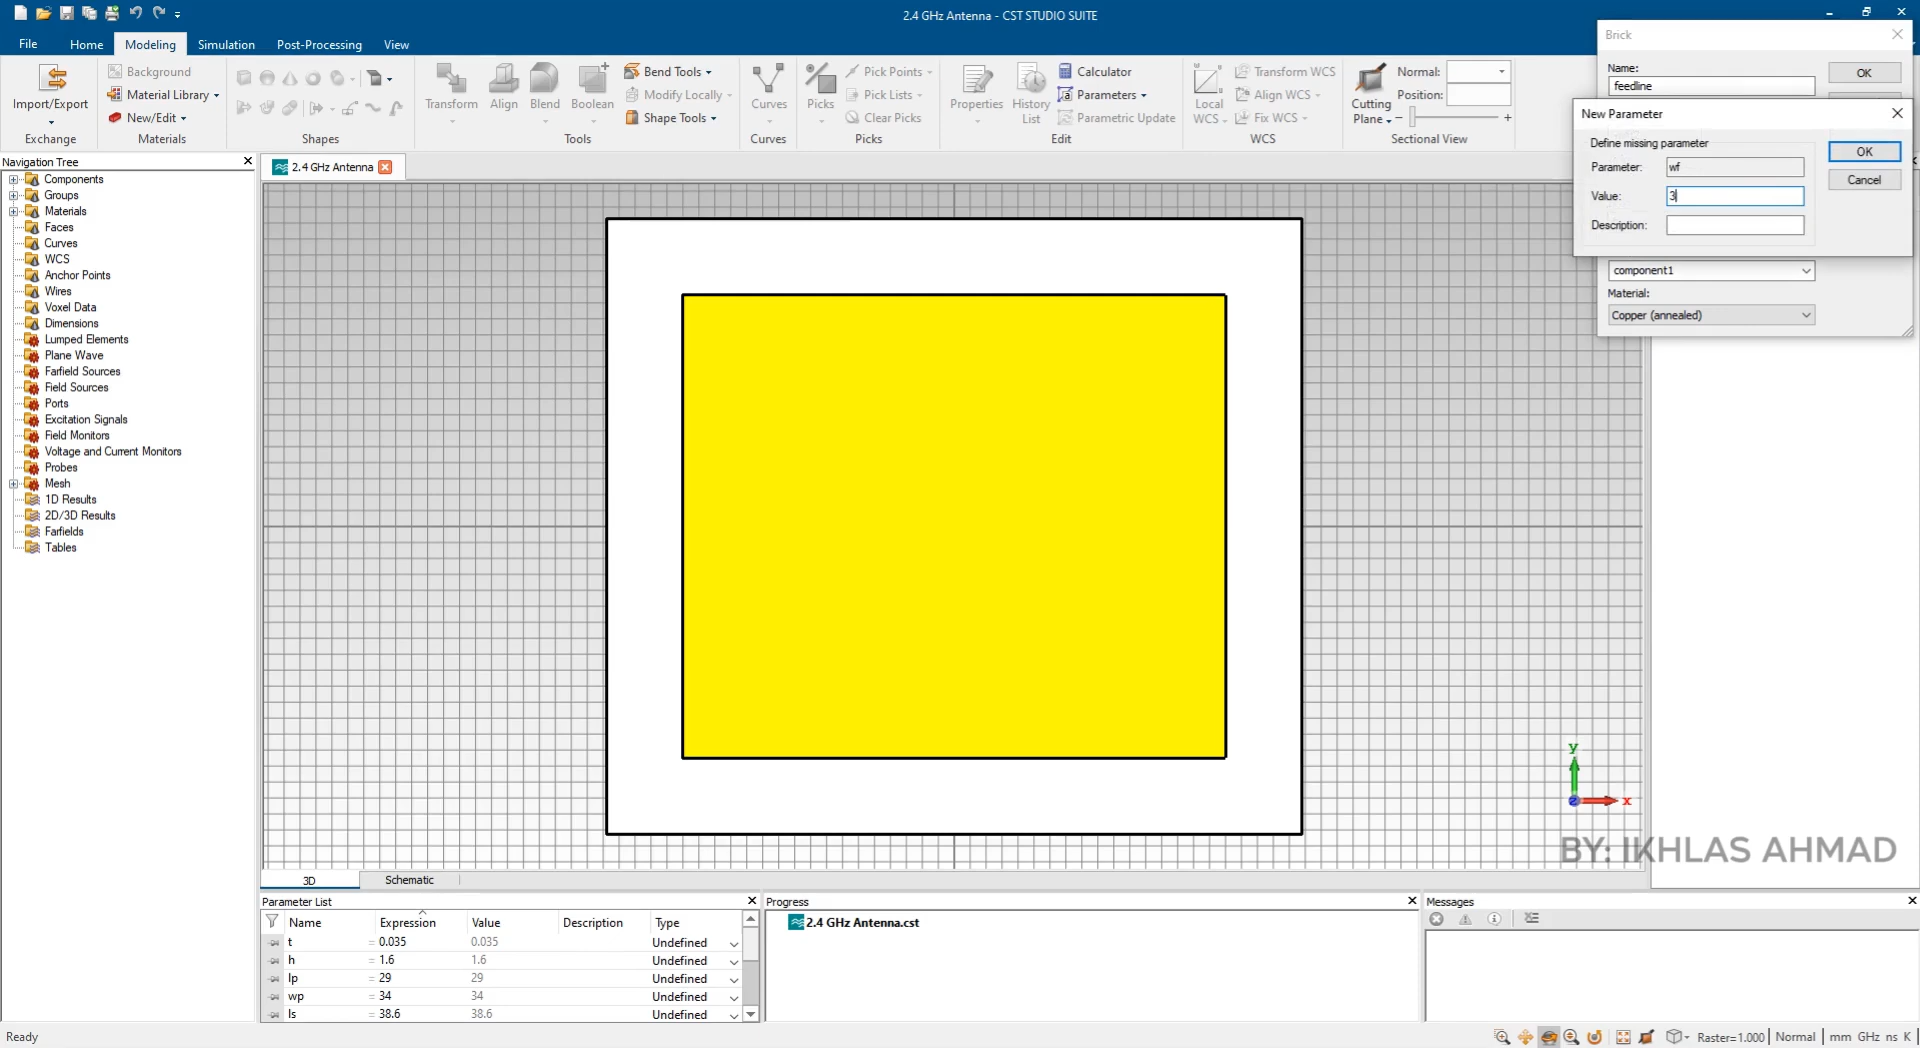 2.4 GHz Antenna - CST STUDIO SUITE
File
Home
Modeling
Simulation
Post-Processing
View
Import/Export
Exchange
Background
Material Library
New/Edit
Materials
Shapes
Transform
Align
Blend
Boolean
Bend Tools
Modify Locally
Shape Tools
Tools
Curves
Curves
Picks
Pick Points
Pick Lists
Clear Picks
Picks
Properties
History
List
Calculator
Parameters
Parametric Update
Edit
Local
WCS
Transform WCS
Align WCS
Fix WCS
WCS
Cutting
Plane
Normal:
Position:
Sectional View
Brick
Name:
feedline
OK
New Parameter
Define missing parameter
Parameter:
wf
Value:
3
Description:
OK
Cancel
component1
Material:
Copper (annealed)
Navigation Tree
Components
Groups
Materials
Faces
Curves
WCS
Anchor Points
Wires
Voxel Data
Dimensions
Lumped Elements
Plane Wave
Farfield Sources
Field Sources
Ports
Excitation Signals
Field Monitors
Voltage and Current Monitors
Probes
Mesh
1D Results
2D/3D Results
Farfields
Tables
2.4 GHz Antenna
y
z
x
BY: IKHLAS AHMAD
3D
Schematic
Parameter List
Name Expression Value Description Type
t = 0.035 0.035 Undefined
h = 1.6 1.6 Undefined
lp = 29 29 Undefined
wp = 34 34 Undefined
ls = 38.6 38.6 Undefined
Progress
2.4 GHz Antenna.cst
Messages
Ready
Raster=1.000 Normal mm GHz ns K